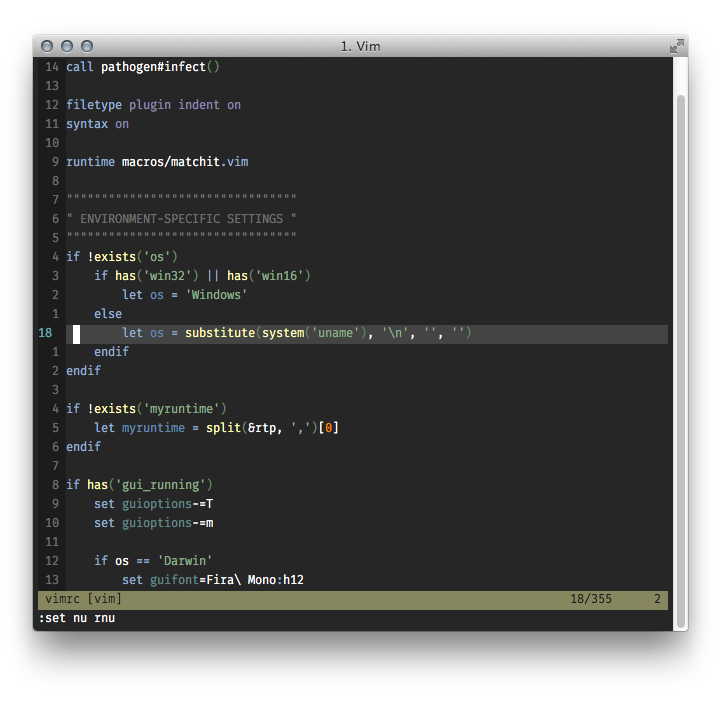 1. Vim
14 call pathogen#infect()
13
12 filetype plugin indent on
11 syntax on
10
9 runtime macros/matchit.vim
8
7 """""""""""""""""""""""""""""""""
6 " ENVIRONMENT-SPECIFIC SETTINGS "
5 """""""""""""""""""""""""""""""""
4 if !exists('os')
3     if has('win32') || has('win16')
2         let os = 'Windows'
1     else
18         let os = substitute(system('uname'), '\n', '', '')
1     endif
2 endif
3
4 if !exists('myruntime')
5     let myruntime = split(&rtp, ',')[0]
6 endif
7
8 if has('gui_running')
9     set guioptions-=T
10     set guioptions-=m
11
12     if os == 'Darwin'
13         set guifont=Fira\ Mono:h12
vimrc [vim] 18/355 2
:set nu rnu